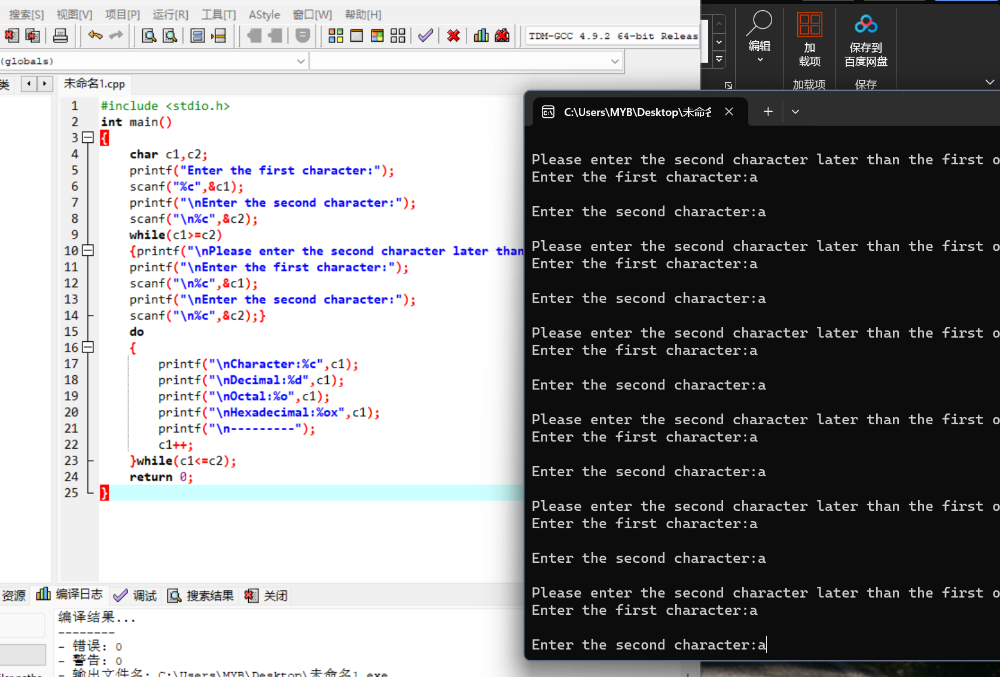 搜索[S] 视图[V] 项目[P] 运行[R] 工具[T] AStyle 窗口[W] 帮助[H]
TDM-GCC 4.9.2 64-bit Releas
(globals)
类
未命名1.cpp
1 #include <stdio.h>
2 int main()
3 {
4 char c1,c2;
5 printf("Enter the first character:");
6 scanf("%c",&c1);
7 printf("\nEnter the second character:");
8 scanf("\n%c",&c2);
9 while(c1>=c2)
10 {printf("\nPlease enter the second character later than
11 printf("\nEnter the first character:");
12 scanf("\n%c",&c1);
13 printf("\nEnter the second character:");
14 scanf("\n%c",&c2);}
15 do
16 {
17 printf("\nCharacter:%c",c1);
18 printf("\nDecimal:%d",c1);
19 printf("\nOctal:%o",c1);
20 printf("\nHexadecimal:%ox",c1);
21 printf("\n---------");
22 c1++;
23 }while(c1<=c2);
24 return 0;
25 }
资源 编译日志 调试 搜索结果 关闭
编译结果...
--------
- 错误: 0
- 警告: 0
- 输出文件名: C:\Users\MYB\Desktop\未命名1.exe
编辑
加
载项
保存到
百度网盘
加载项
保存
C:\Users\MYB\Desktop\未命名
Please enter the second character later than the first o
Enter the first character:a
Enter the second character:a
Please enter the second character later than the first o
Enter the first character:a
Enter the second character:a
Please enter the second character later than the first o
Enter the first character:a
Enter the second character:a
Please enter the second character later than the first o
Enter the first character:a
Enter the second character:a
Please enter the second character later than the first o
Enter the first character:a
Enter the second character:a
Please enter the second character later than the first o
Enter the first character:a
Enter the second character:a